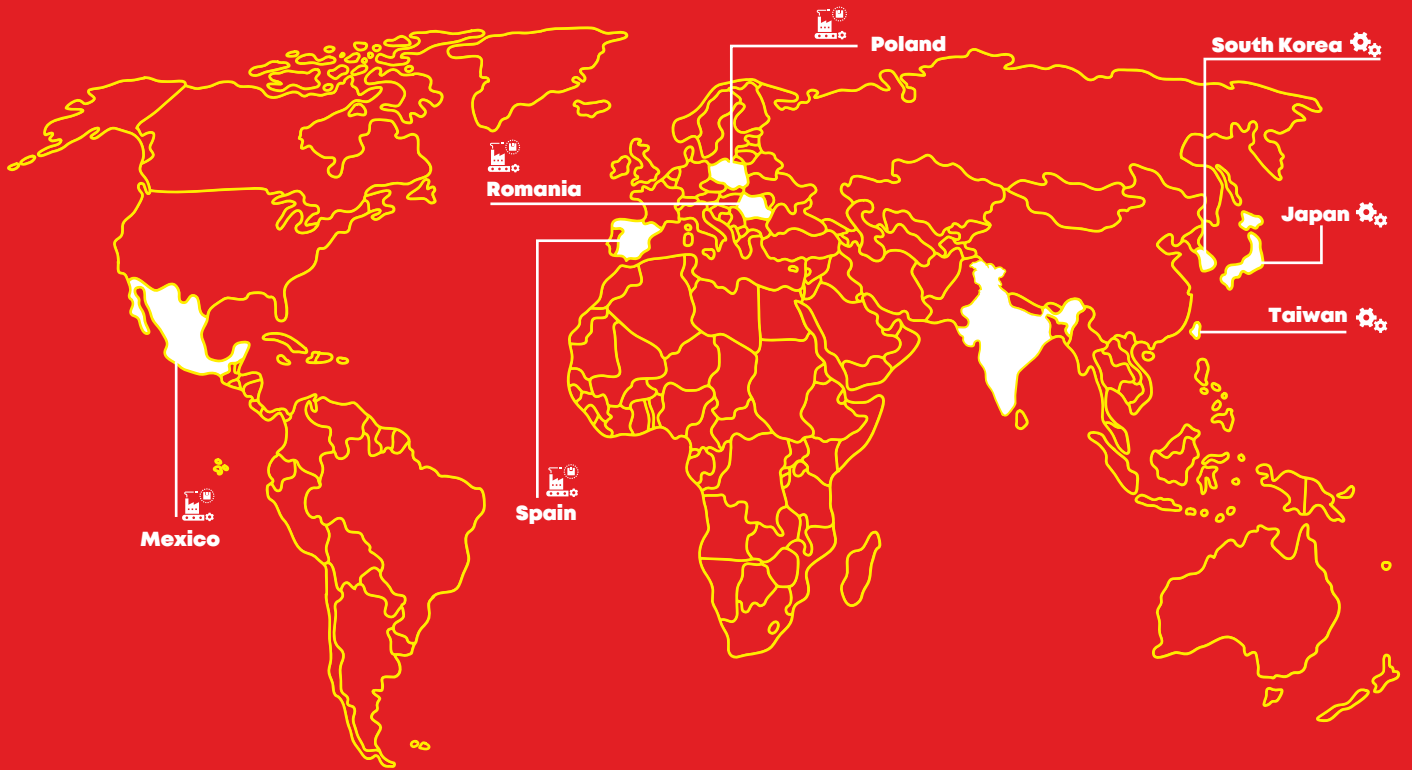 Poland
South Korea
Romania
Japan
Taiwan
Spain
Mexico